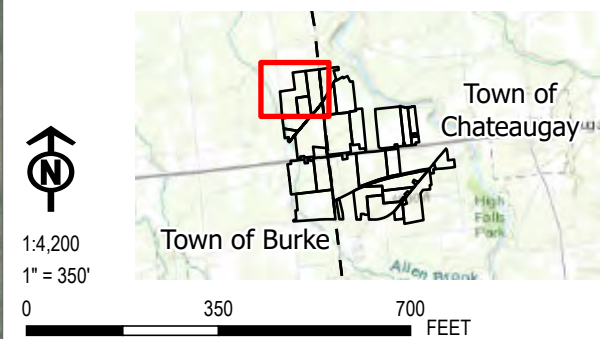 Town of
Chateaugay
N
High
Falls
Park
1:4,200
1" = 350'
Town of Burke
Allen Brook
0 350 700
FEET